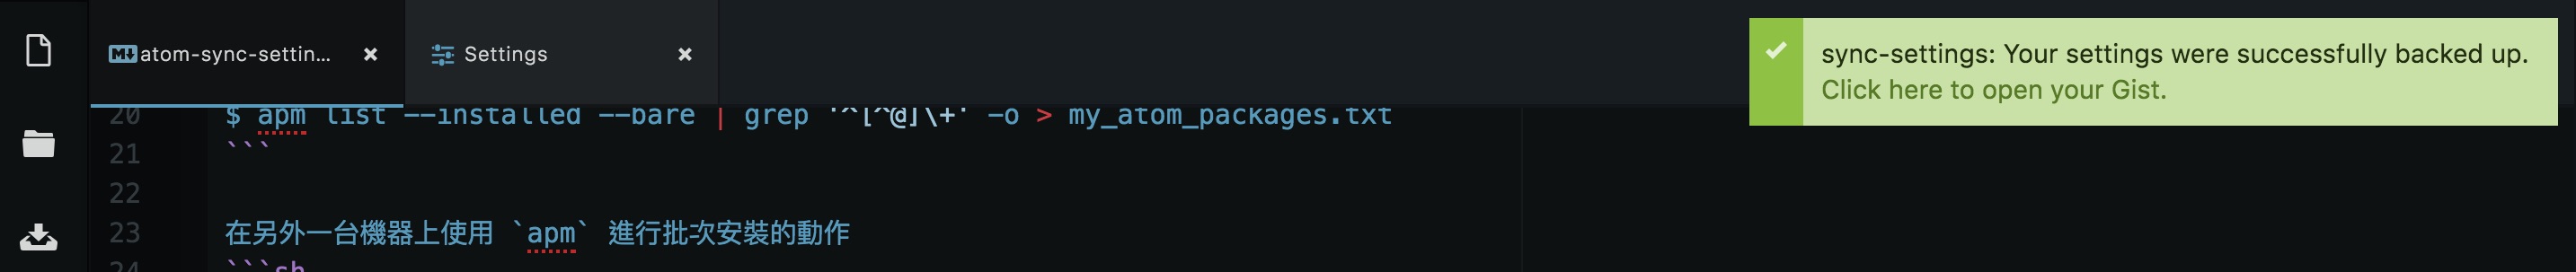 atom-sync-settin...
Settings
sync-settings: Your settings were successfully backed up.
Click here to open your Gist.
20 $ apm list --installed --bare | grep '^[^@]\+' -o > my_atom_packages.txt
21 ```
22
23 在另外一台機器上使用 `apm` 進行批次安裝的動作
24 ```sh